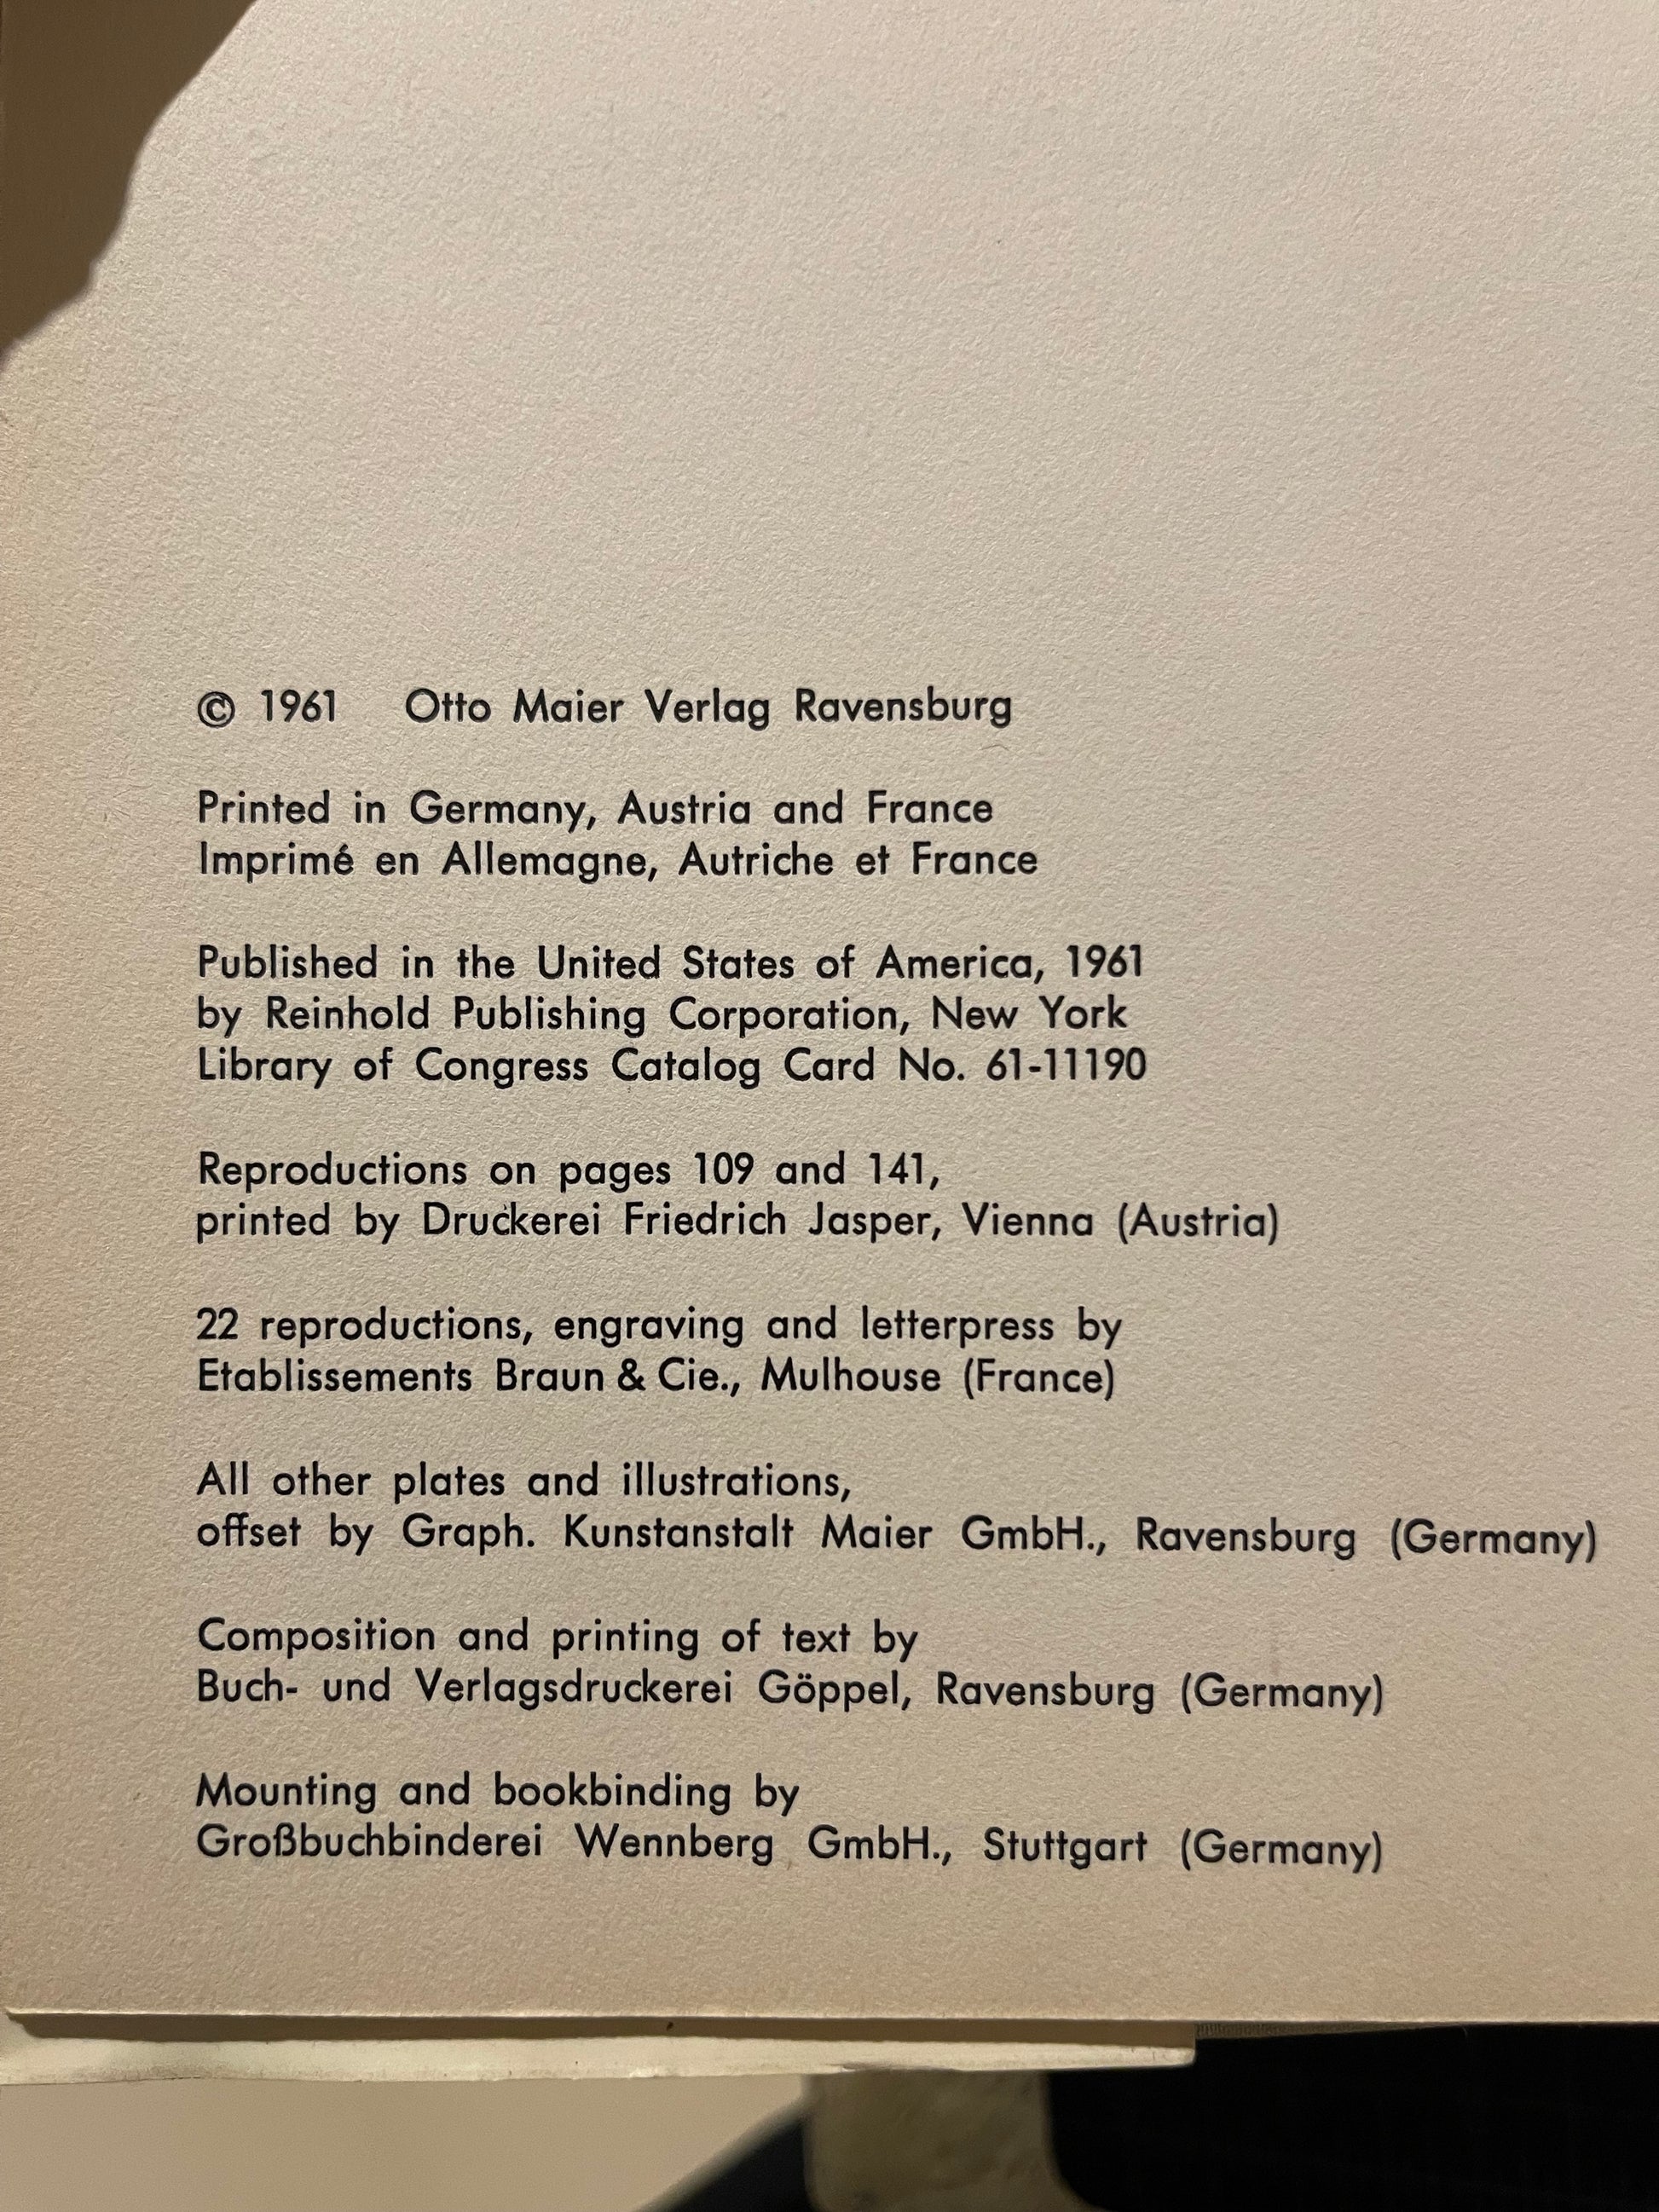 © 1961 Otto Maier Verlag Ravensburg
Printed in Germany, Austria and France
Imprimé en Allemagne, Autriche et France
Published in the United States of America, 1961
by Reinhold Publishing Corporation, New York
Library of Congress Catalog Card No. 61-11190
Reproductions on pages 109 and 141,
printed by Druckerei Friedrich Jasper, Vienna (Austria)
22 reproductions, engraving and letterpress by
Etablissements Braun & Cie., Mulhouse (France)
All other plates and illustrations,
offset by Graph. Kunstanstalt Maier GmbH., Ravensburg (Germany)
Composition and printing of text by
Buch- und Verlagsdruckerei Göppel, Ravensburg (Germany)
Mounting and bookbinding by
Großbuchbinderei Wennberg GmbH., Stuttgart (Germany)